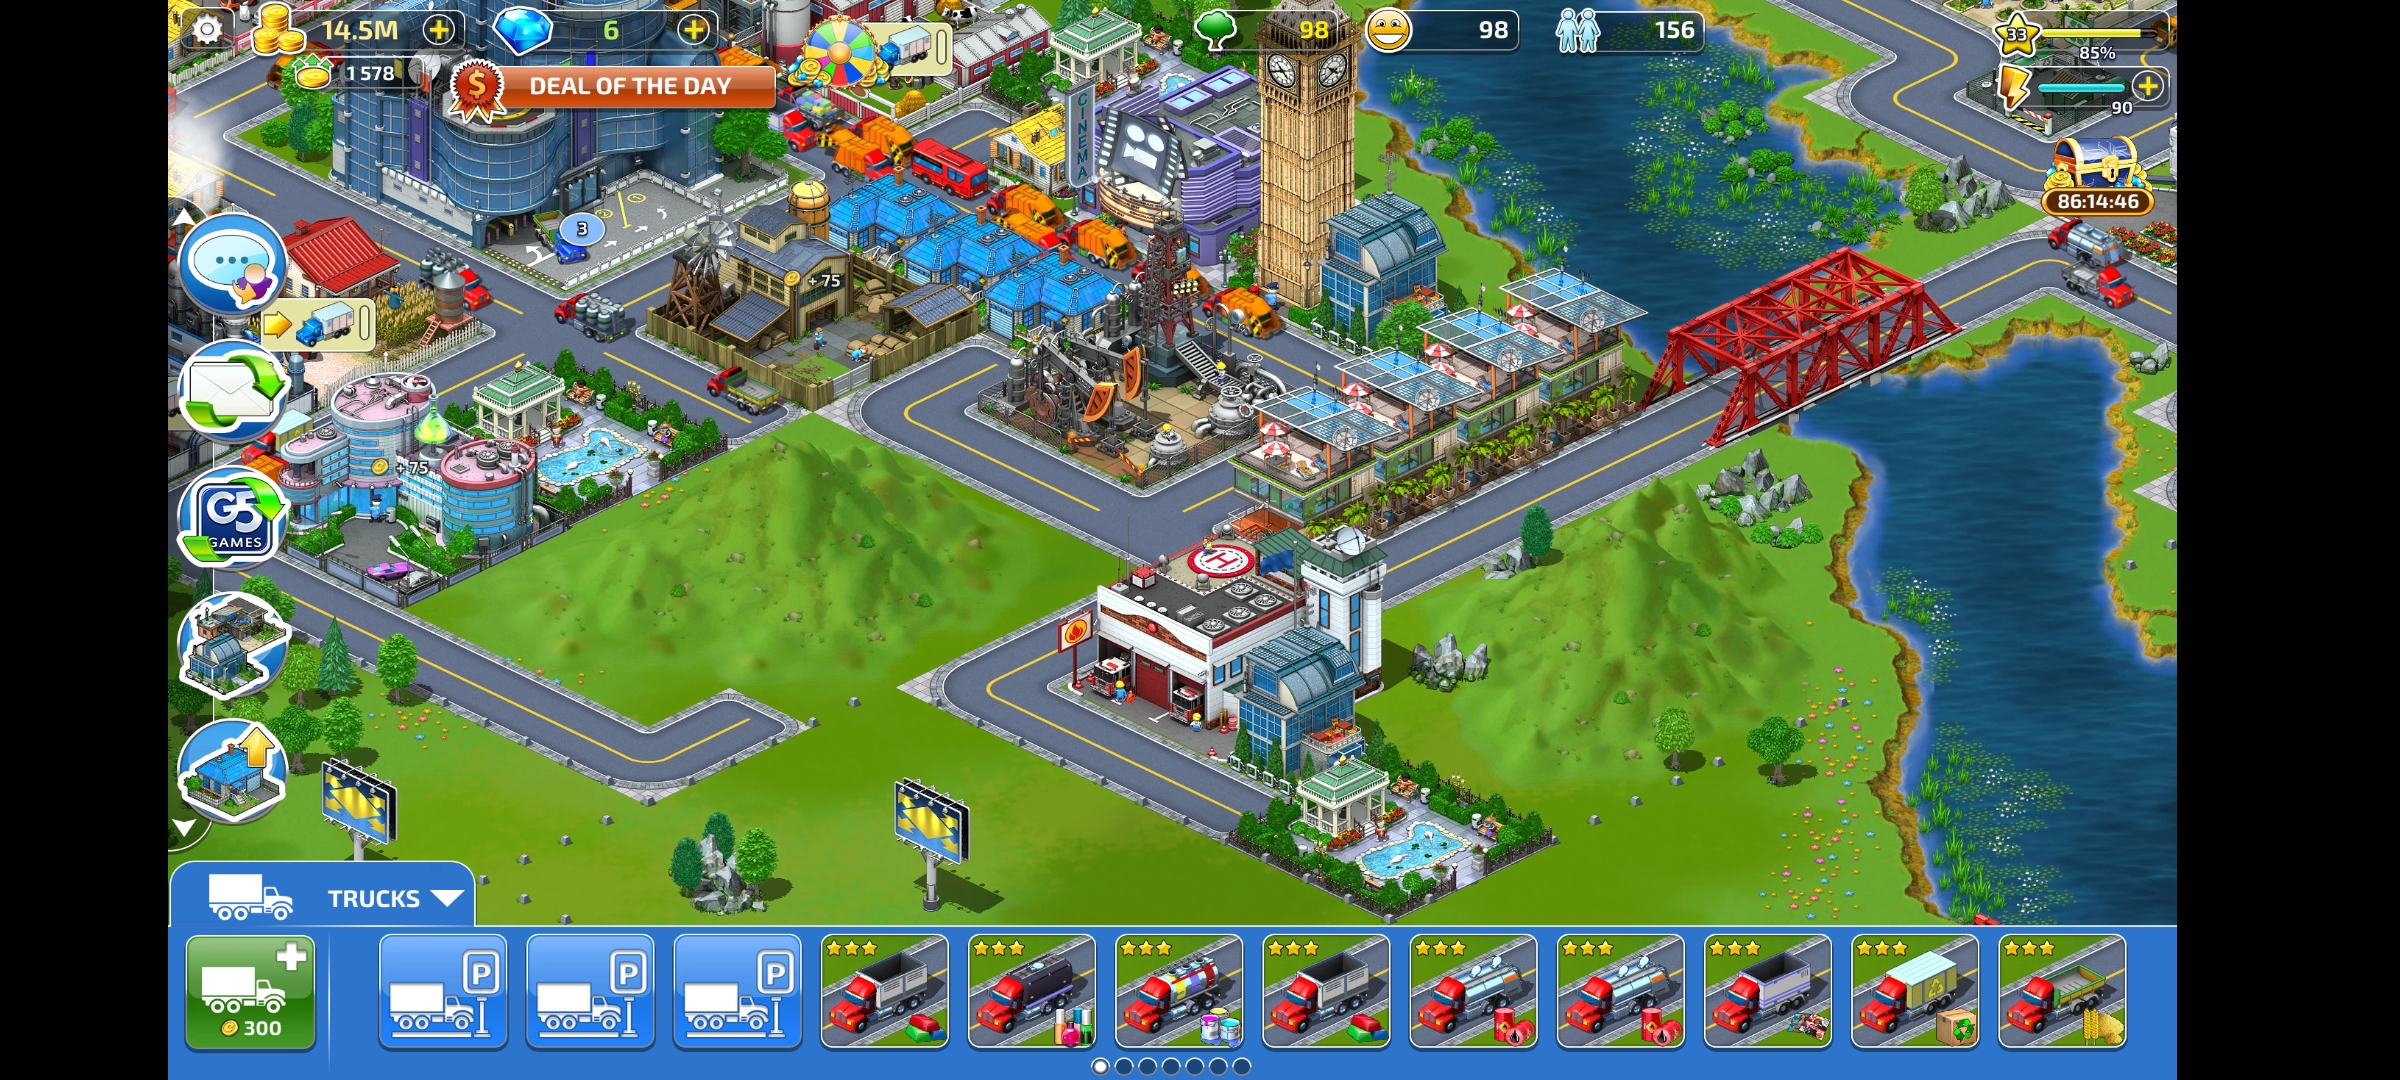 14.5M
6
98
98
156
33
85%
1 578
DEAL OF THE DAY
$
90
86:14:46
CINEMA
3
+75
+75
G5
GAMES
H
TRUCKS
300
P
P
P